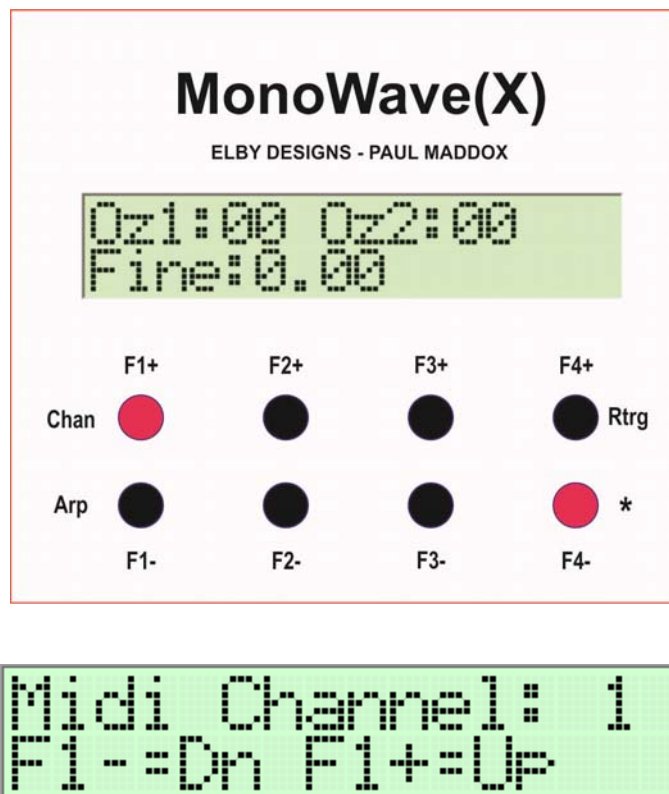 MonoWave(X)
ELBY DESIGNS - PAUL MADDOX
Oz1:00 Oz2:00
Fine:0.00
F1+ F2+ F3+ F4+
Chan Rtrg
Arp *
F1- F2- F3- F4-
Midi Channel: 1
F1-=Dn F1+=Up